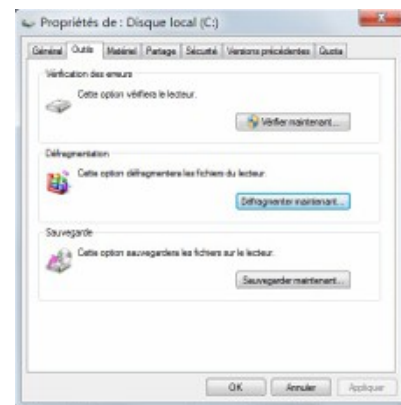 Propriétés de : Disque local (C:)
Général Outils Matériel Partage Sécurité Versions précédentes Quota
Vérification des erreurs
Cette option vérifiera le lecteur.
Vérifier maintenant...
Défragmentation
Cette option défragmentera les fichiers du lecteur.
Défragmenter maintenant...
Sauvegarde
Cette option sauvegardera les fichiers sur le lecteur.
Sauvegarder maintenant...
OK Annuler Appliquer